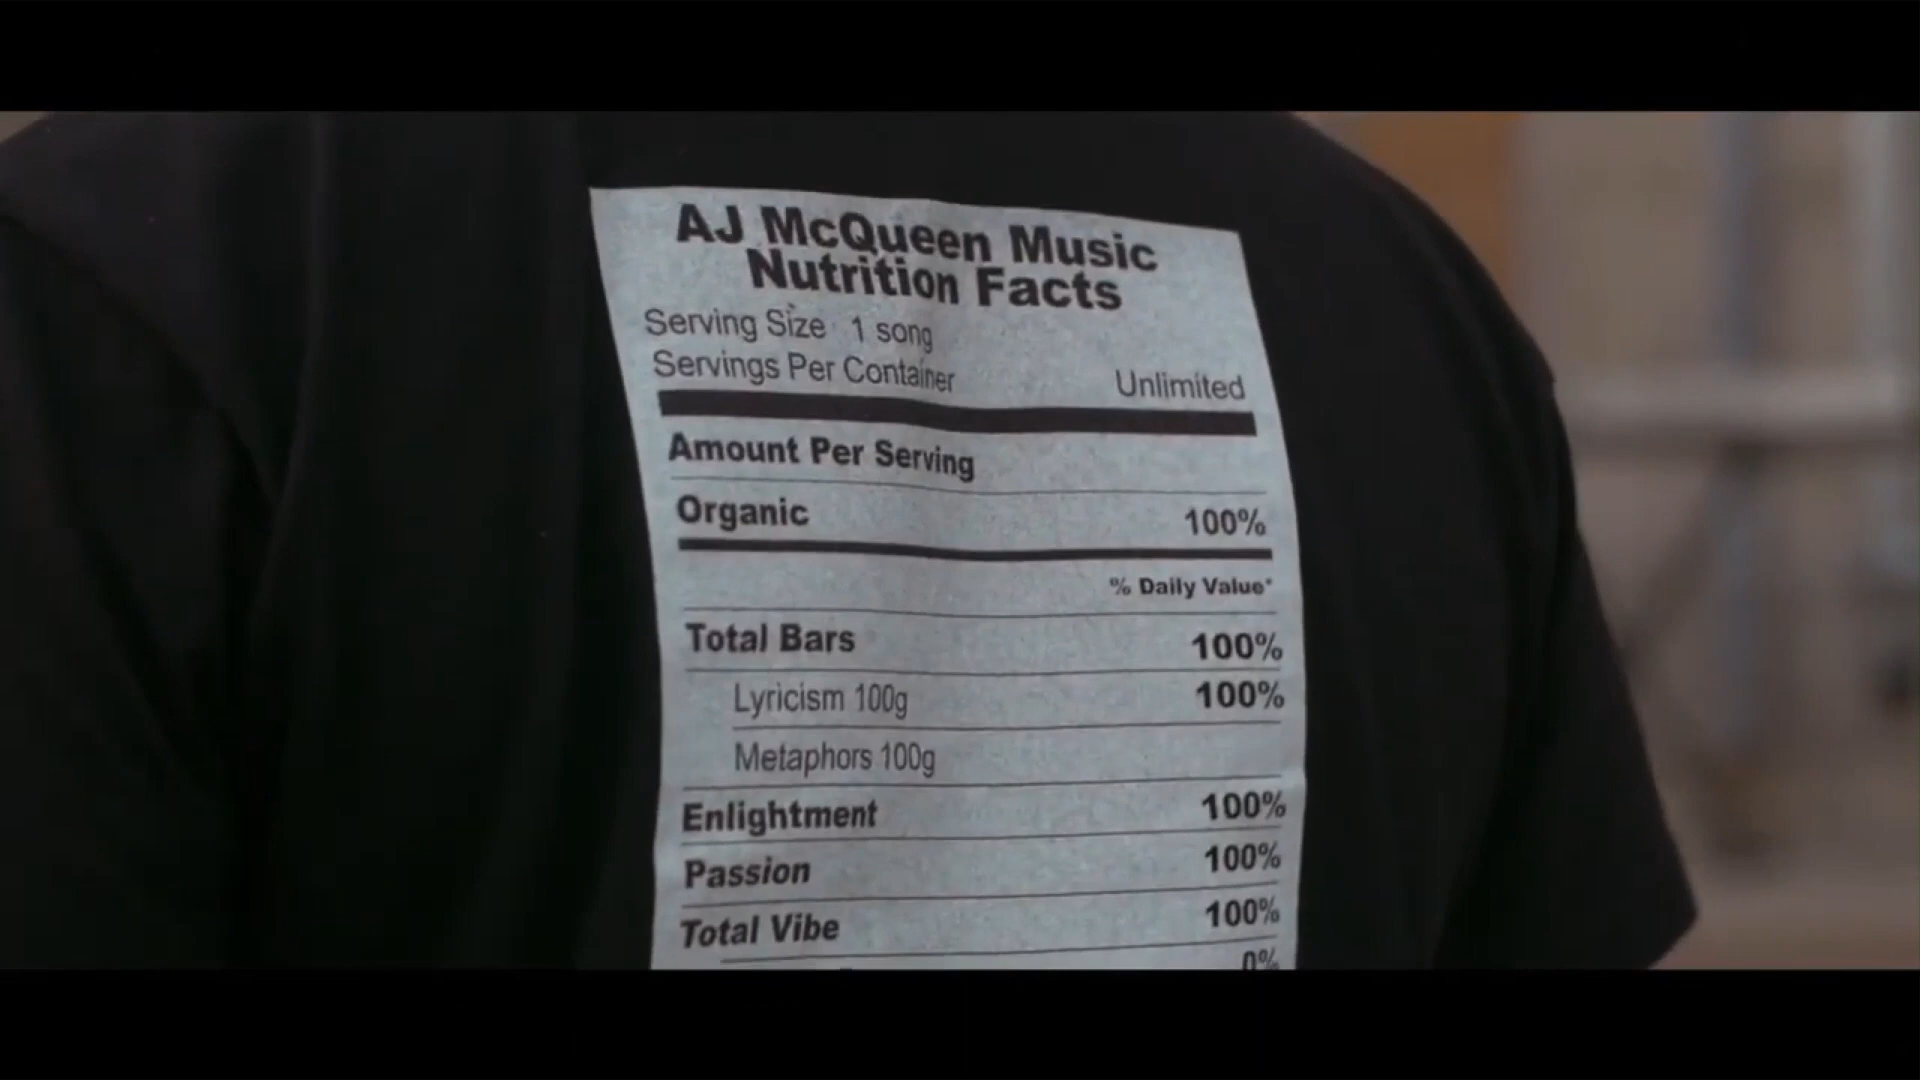 AJ McQueen Music
Nutrition Facts
Serving Size 1 song
Servings Per Container Unlimited
Amount Per Serving
Organic 100%
% Daily Value*
Total Bars 100%
Lyricism 100g 100%
Metaphors 100g
Enlightment 100%
Passion 100%
Total Vibe 100%
0%